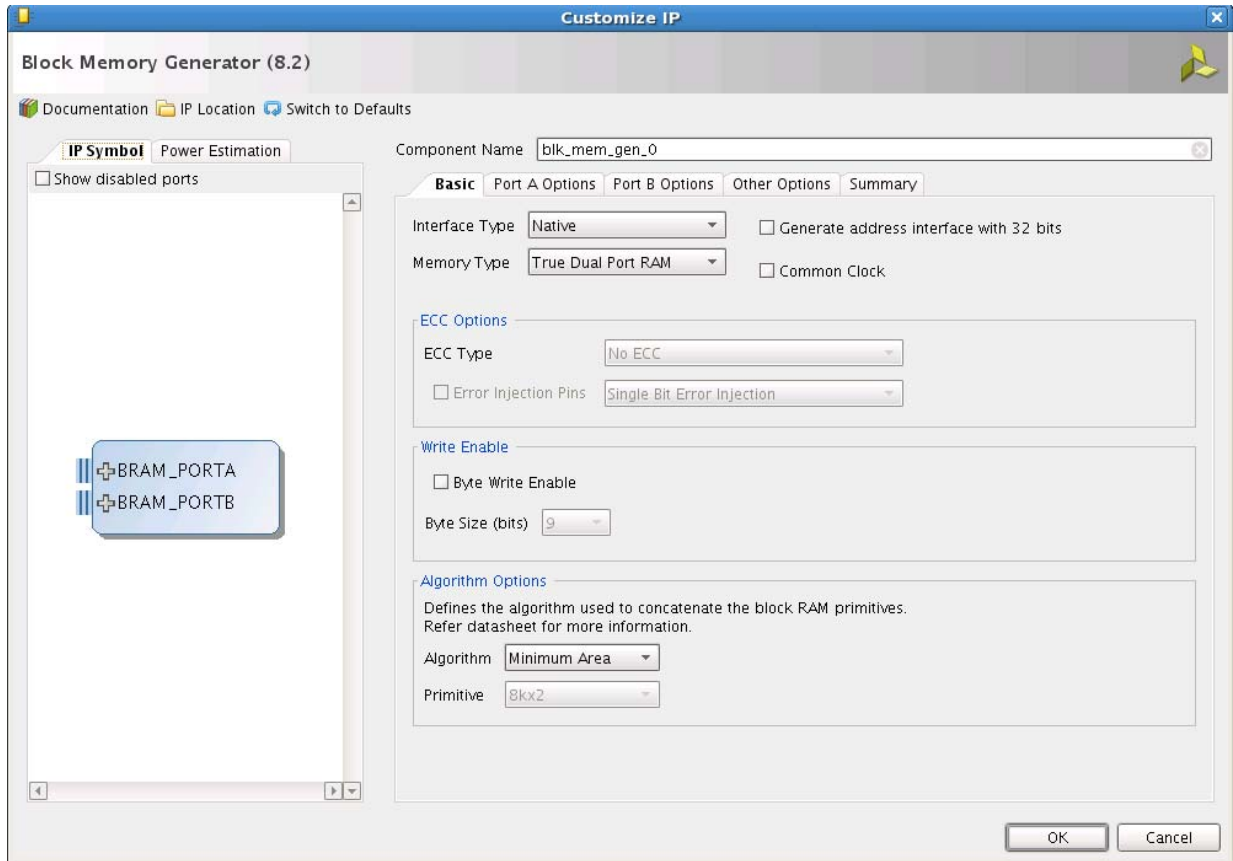 Customize IP
Block Memory Generator (8.2)
Documentation IP Location Switch to Defaults
IP Symbol Power Estimation
Show disabled ports
BRAM_PORTA
BRAM_PORTB
Component Name blk_mem_gen_0
Basic Port A Options Port B Options Other Options Summary
Interface Type Native Generate address interface with 32 bits
Memory Type True Dual Port RAM Common Clock
ECC Options
ECC Type No ECC
Error Injection Pins Single Bit Error Injection
Write Enable
Byte Write Enable
Byte Size (bits) 9
Algorithm Options
Defines the algorithm used to concatenate the block RAM primitives.
Refer datasheet for more information.
Algorithm Minimum Area
Primitive 8kx2
OK Cancel